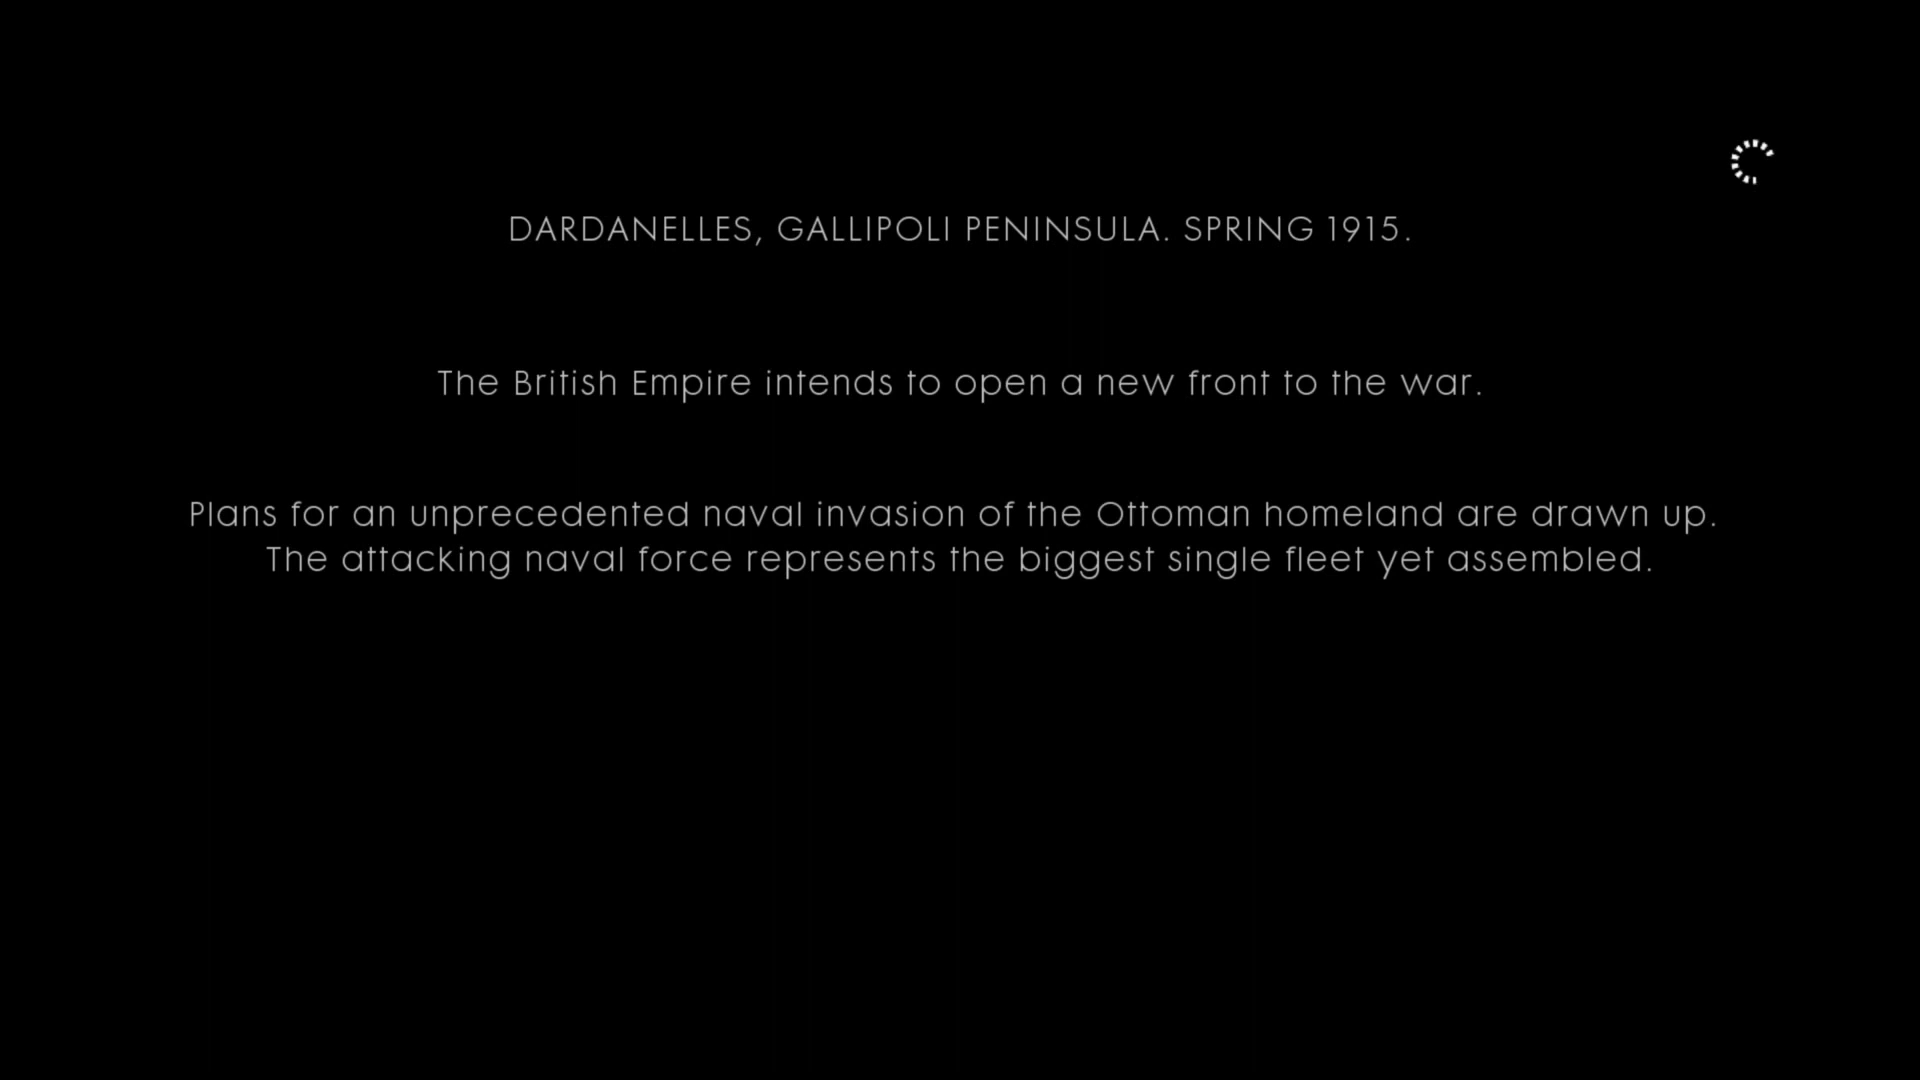 DARDANELLES, GALLIPOLI PENINSULA. SPRING 1915.
The British Empire intends to open a new front to the war.
Plans for an unprecedented naval invasion of the Ottoman homeland are drawn up.
The attacking naval force represents the biggest single fleet yet assembled.